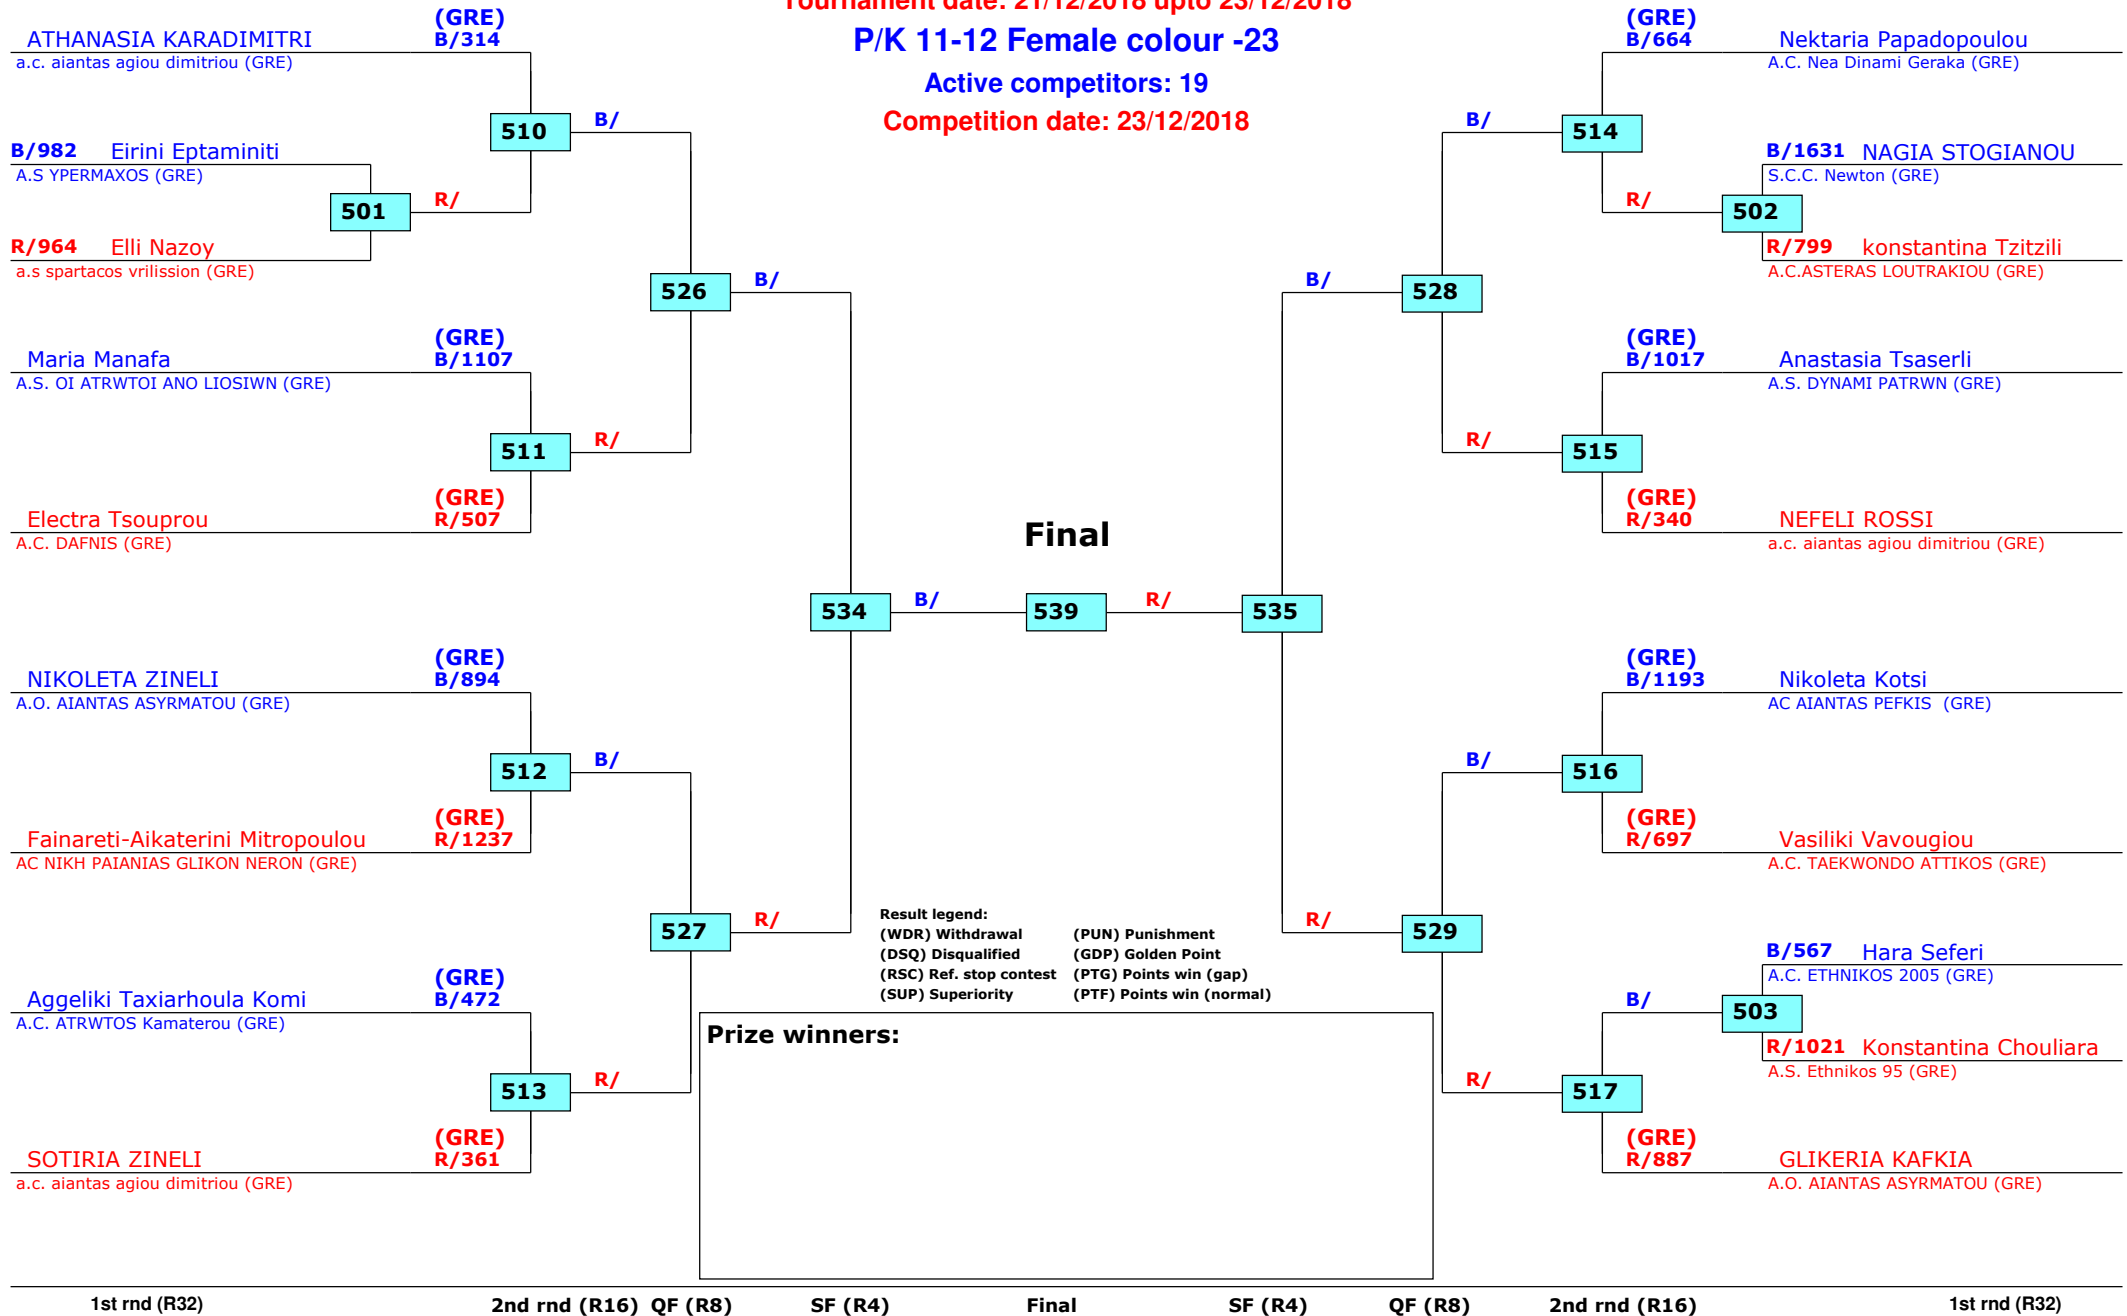 Tournament date: 21/12/2018 upto 23/12/2018
P/K 11-12 Female colour -23
Active competitors: 19
Competition date: 23/12/2018
(GRE)
ATHANASIA KARADIMITRI B/314
a.c. aiantas agiou dimitriou (GRE)
510 B/
B/982 Eirini Eptaminiti
A.S YPERMAXOS (GRE)
501 R/
R/964 Elli Nazoy
a.s spartacos vrilission (GRE)
526 B/
(GRE)
Maria Manafa B/1107
A.S. OI ATRWTOI ANO LIOSIWN (GRE)
511 R/
(GRE)
Electra Tsouprou R/507
A.C. DAFNIS (GRE)
534 B/
(GRE)
NIKOLETA ZINELI B/894
A.O. AIANTAS ASYRMATOU (GRE)
512 B/
(GRE)
Fainareti-Aikaterini Mitropoulou R/1237
AC NIKH PAIANIAS GLIKON NERON (GRE)
527 R/
(GRE)
Aggeliki Taxiarhoula Komi B/472
A.C. ATRWTOS Kamaterou (GRE)
513 R/
(GRE)
SOTIRIA ZINELI R/361
a.c. aiantas agiou dimitriou (GRE)
Final
539
(GRE)
B/664 Nektaria Papadopoulou
A.C. Nea Dinami Geraka (GRE)
B/ 514
B/1631 NAGIA STOGIANOU
S.C.C. Newton (GRE)
R/ 502
R/799 konstantina Tzitzili
A.C.ASTERAS LOUTRAKIOU (GRE)
B/ 528
(GRE)
B/1017 Anastasia Tsaserli
A.S. DYNAMI PATRWN (GRE)
R/ 515
(GRE)
R/340 NEFELI ROSSI
a.c. aiantas agiou dimitriou (GRE)
R/ 535
(GRE)
B/1193 Nikoleta Kotsi
AC AIANTAS PEFKIS (GRE)
B/ 516
(GRE)
R/697 Vasiliki Vavougiou
A.C. TAEKWONDO ATTIKOS (GRE)
R/ 529
B/567 Hara Seferi
A.C. ETHNIKOS 2005 (GRE)
B/ 503
R/1021 Konstantina Chouliara
A.S. Ethnikos 95 (GRE)
R/ 517
(GRE)
R/887 GLIKERIA KAFKIA
A.O. AIANTAS ASYRMATOU (GRE)
Result legend:
(WDR) Withdrawal (PUN) Punishment
(DSQ) Disqualified (GDP) Golden Point
(RSC) Ref. stop contest (PTG) Points win (gap)
(SUP) Superiority (PTF) Points win (normal)
Prize winners:
1st rnd (R32) 2nd rnd (R16) QF (R8) SF (R4) Final SF (R4) QF (R8) 2nd rnd (R16) 1st rnd (R32)